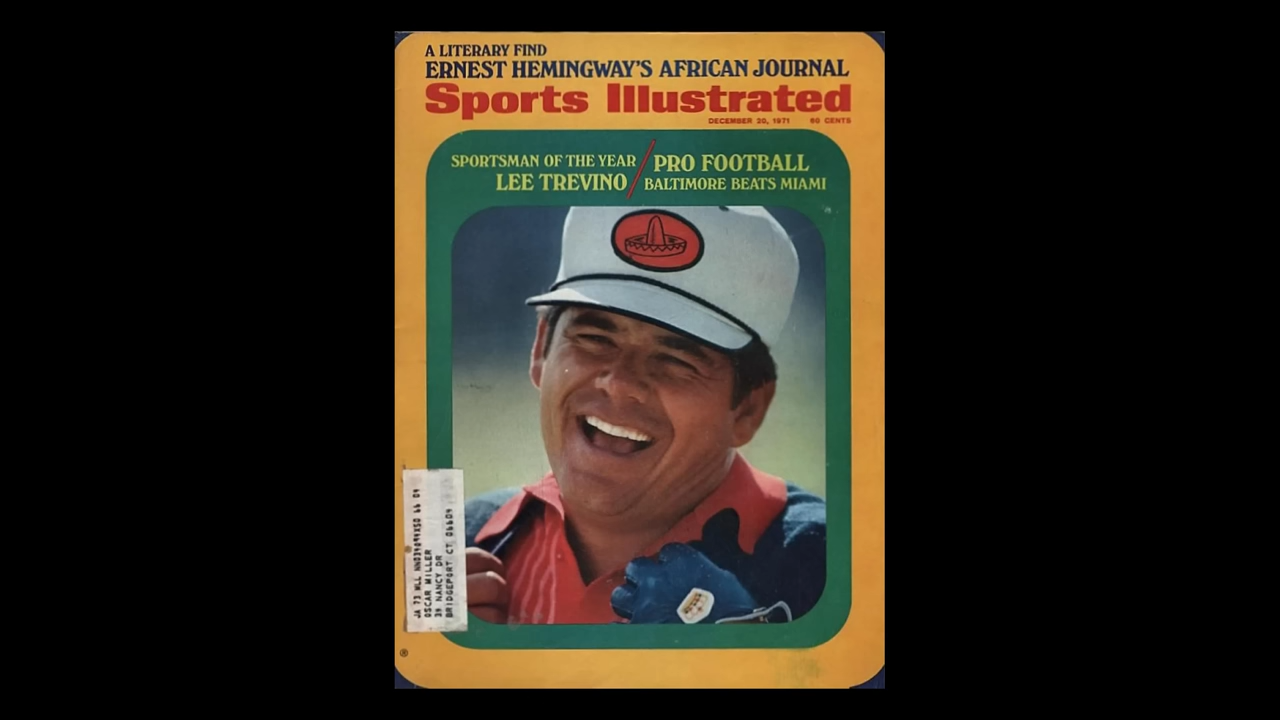 A LITERARY FIND
ERNEST HEMINGWAY'S AFRICAN JOURNAL
Sports Illustrated
DECEMBER 20, 1971 60 CENTS
SPORTSMAN OF THE YEAR / PRO FOOTBALL
LEE TREVINO / BALTIMORE BEATS MIAMI
OSCAR MILLER
39 NANCY DR
BRIDGEPORT CT 06604
®